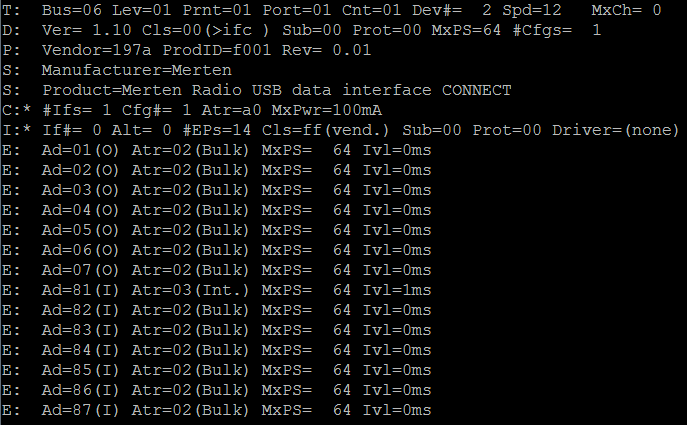 T:  Bus=06 Lev=01 Prnt=01 Port=01 Cnt=01 Dev#=  2 Spd=12   MxCh= 0
D:  Ver= 1.10 Cls=00(>ifc ) Sub=00 Prot=00 MxPS=64 #Cfgs=  1
P:  Vendor=197a ProdID=f001 Rev= 0.01
S:  Manufacturer=Merten
S:  Product=Merten Radio USB data interface CONNECT
C:* #Ifs= 1 Cfg#= 1 Atr=a0 MxPwr=100mA
I:* If#= 0 Alt= 0 #EPs=14 Cls=ff(vend.) Sub=00 Prot=00 Driver=(none)
E:  Ad=01(O) Atr=02(Bulk) MxPS=  64 Ivl=0ms
E:  Ad=02(O) Atr=02(Bulk) MxPS=  64 Ivl=0ms
E:  Ad=03(O) Atr=02(Bulk) MxPS=  64 Ivl=0ms
E:  Ad=04(O) Atr=02(Bulk) MxPS=  64 Ivl=0ms
E:  Ad=05(O) Atr=02(Bulk) MxPS=  64 Ivl=0ms
E:  Ad=06(O) Atr=02(Bulk) MxPS=  64 Ivl=0ms
E:  Ad=07(O) Atr=02(Bulk) MxPS=  64 Ivl=0ms
E:  Ad=81(I) Atr=03(Int.) MxPS=  64 Ivl=1ms
E:  Ad=82(I) Atr=02(Bulk) MxPS=  64 Ivl=0ms
E:  Ad=83(I) Atr=02(Bulk) MxPS=  64 Ivl=0ms
E:  Ad=84(I) Atr=02(Bulk) MxPS=  64 Ivl=0ms
E:  Ad=85(I) Atr=02(Bulk) MxPS=  64 Ivl=0ms
E:  Ad=86(I) Atr=02(Bulk) MxPS=  64 Ivl=0ms
E:  Ad=87(I) Atr=02(Bulk) MxPS=  64 Ivl=0ms